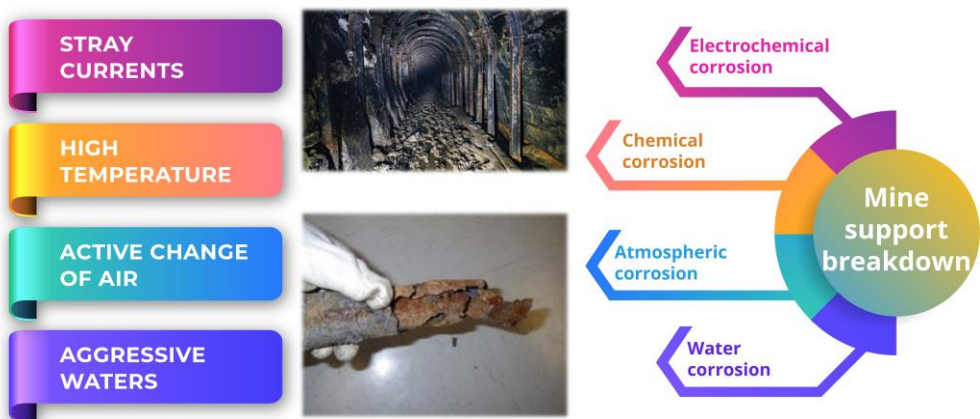 STRAY
CURRENTS
HIGH
TEMPERATURE
ACTIVE CHANGE
OF AIR
AGGRESSIVE
WATERS
Electrochemical
corrosion
Chemical
corrosion
Atmospheric
corrosion
Water
corrosion
Mine
support
breakdown